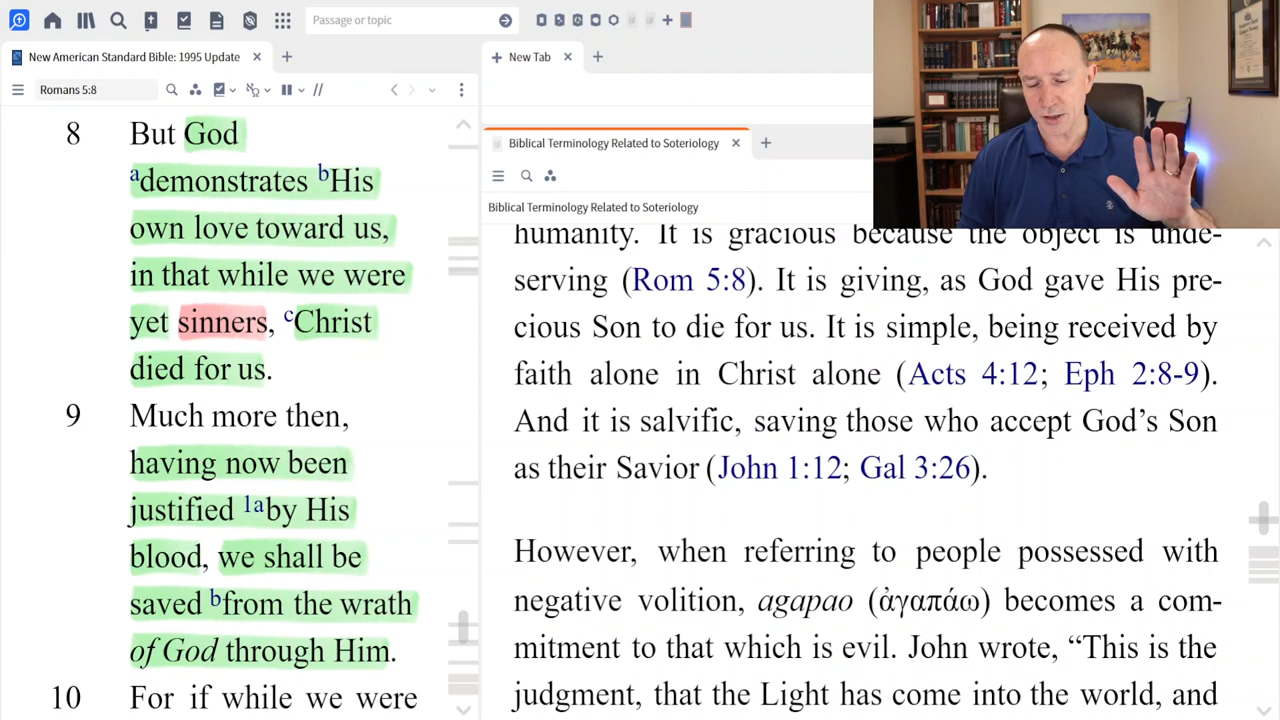 Passage or topic
New American Standard Bible: 1995 Update
New Tab
Romans 5:8
Biblical Terminology Related to Soteriology
Biblical Terminology Related to Soteriology
8 But God
ademonstrates bHis
own love toward us,
in that while we were
yet sinners, cChrist
died for us.
9 Much more then,
having now been
justified 1aby His
blood, we shall be
saved bfrom the wrath
of God through Him.
10 For if while we were
humanity. It is gracious because the object is unde-
serving (Rom 5:8). It is giving, as God gave His pre-
cious Son to die for us. It is simple, being received by
faith alone in Christ alone (Acts 4:12; Eph 2:8-9).
And it is salvific, saving those who accept God’s Son
as their Savior (John 1:12; Gal 3:26).
However, when referring to people possessed with
negative volition, agapao (ἀγαπάω) becomes a com-
mitment to that which is evil. John wrote, “This is the
judgment, that the Light has come into the world, and